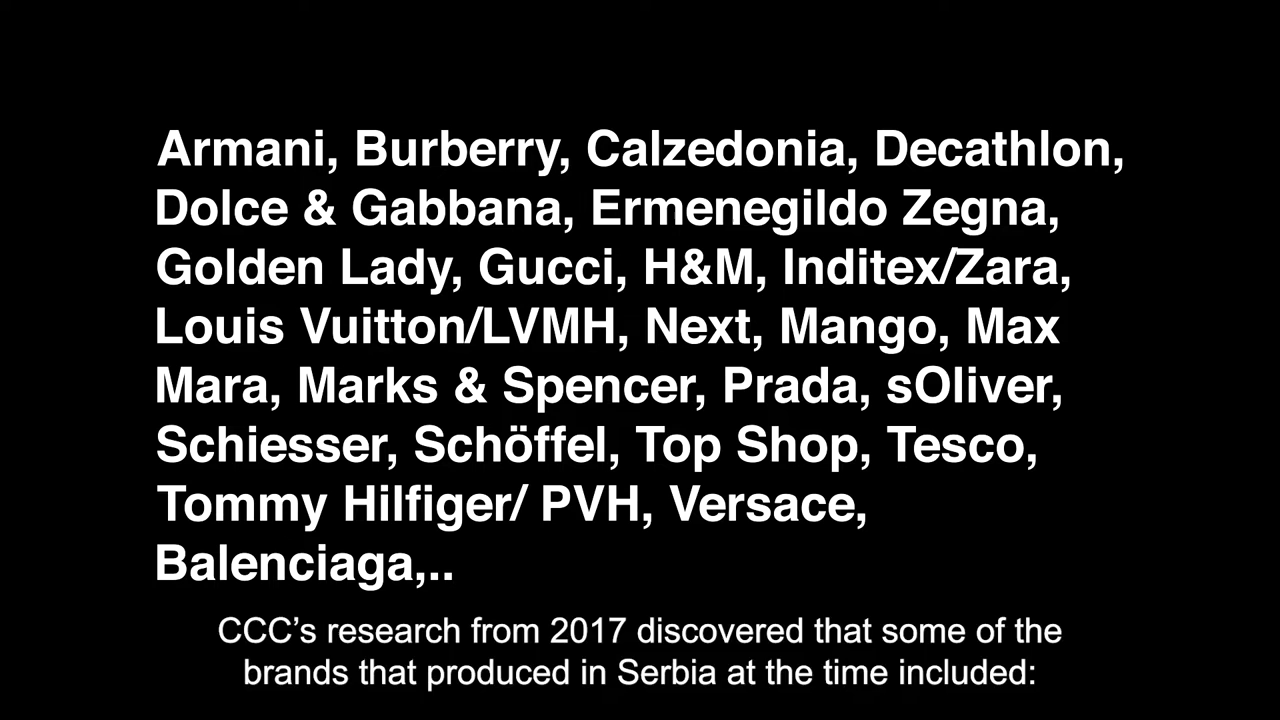 Armani, Burberry, Calzedonia, Decathlon,
Dolce & Gabbana, Ermenegildo Zegna,
Golden Lady, Gucci, H&M, Inditex/Zara,
Louis Vuitton/LVMH, Next, Mango, Max
Mara, Marks & Spencer, Prada, sOliver,
Schiesser, Schöffel, Top Shop, Tesco,
Tommy Hilfiger/ PVH, Versace,
Balenciaga,..
CCC’s research from 2017 discovered that some of the
brands that produced in Serbia at the time included: